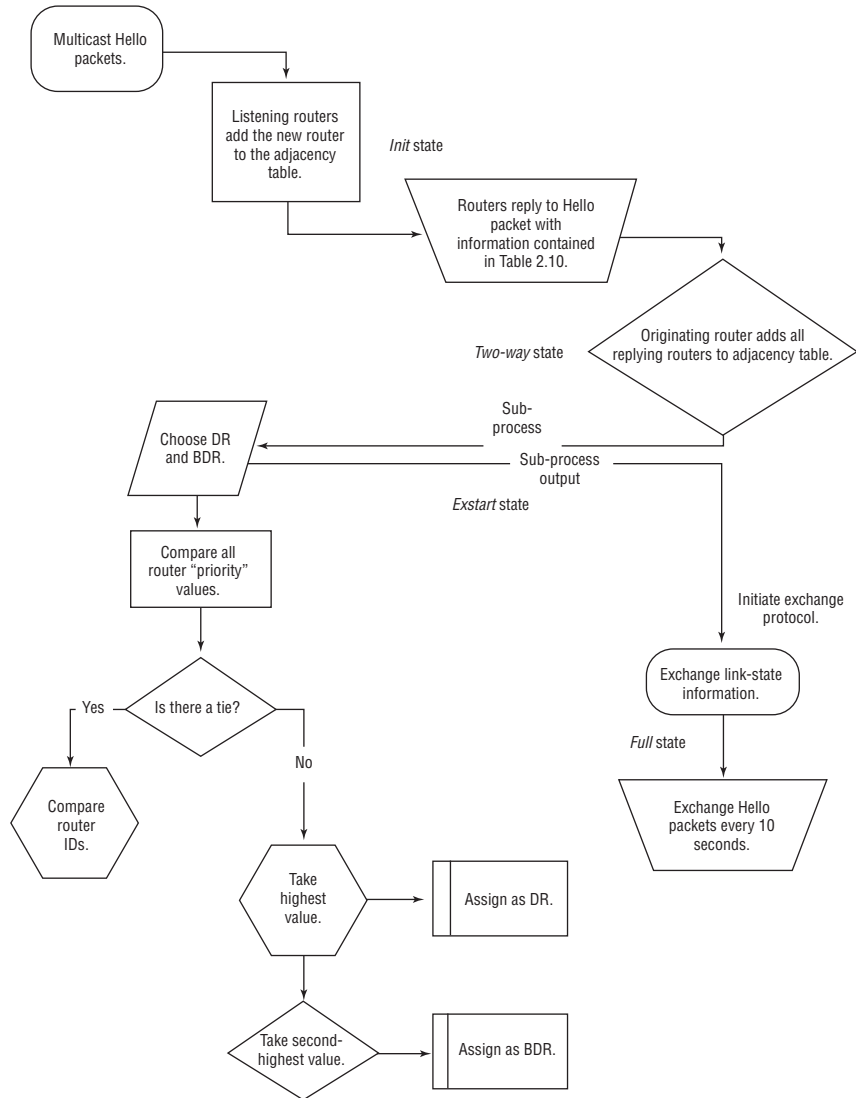 Multicast Hello
packets.
Listening routers
add the new router
to the adjacency
table.
Init state
Routers reply to Hello
packet with
information contained
in Table 2.10.
Two-way state
Originating router adds all
replying routers to adjacency table.
Sub-
process
Choose DR
and BDR.
Sub-process
output
Exstart state
Compare all
router “priority”
values.
Initiate exchange
protocol.
Exchange link-state
information.
Yes
Is there a tie?
No
Full state
Compare
router
IDs.
Exchange Hello
packets every 10
seconds.
Take
highest
value.
Assign as DR.
Take second-
highest value.
Assign as BDR.